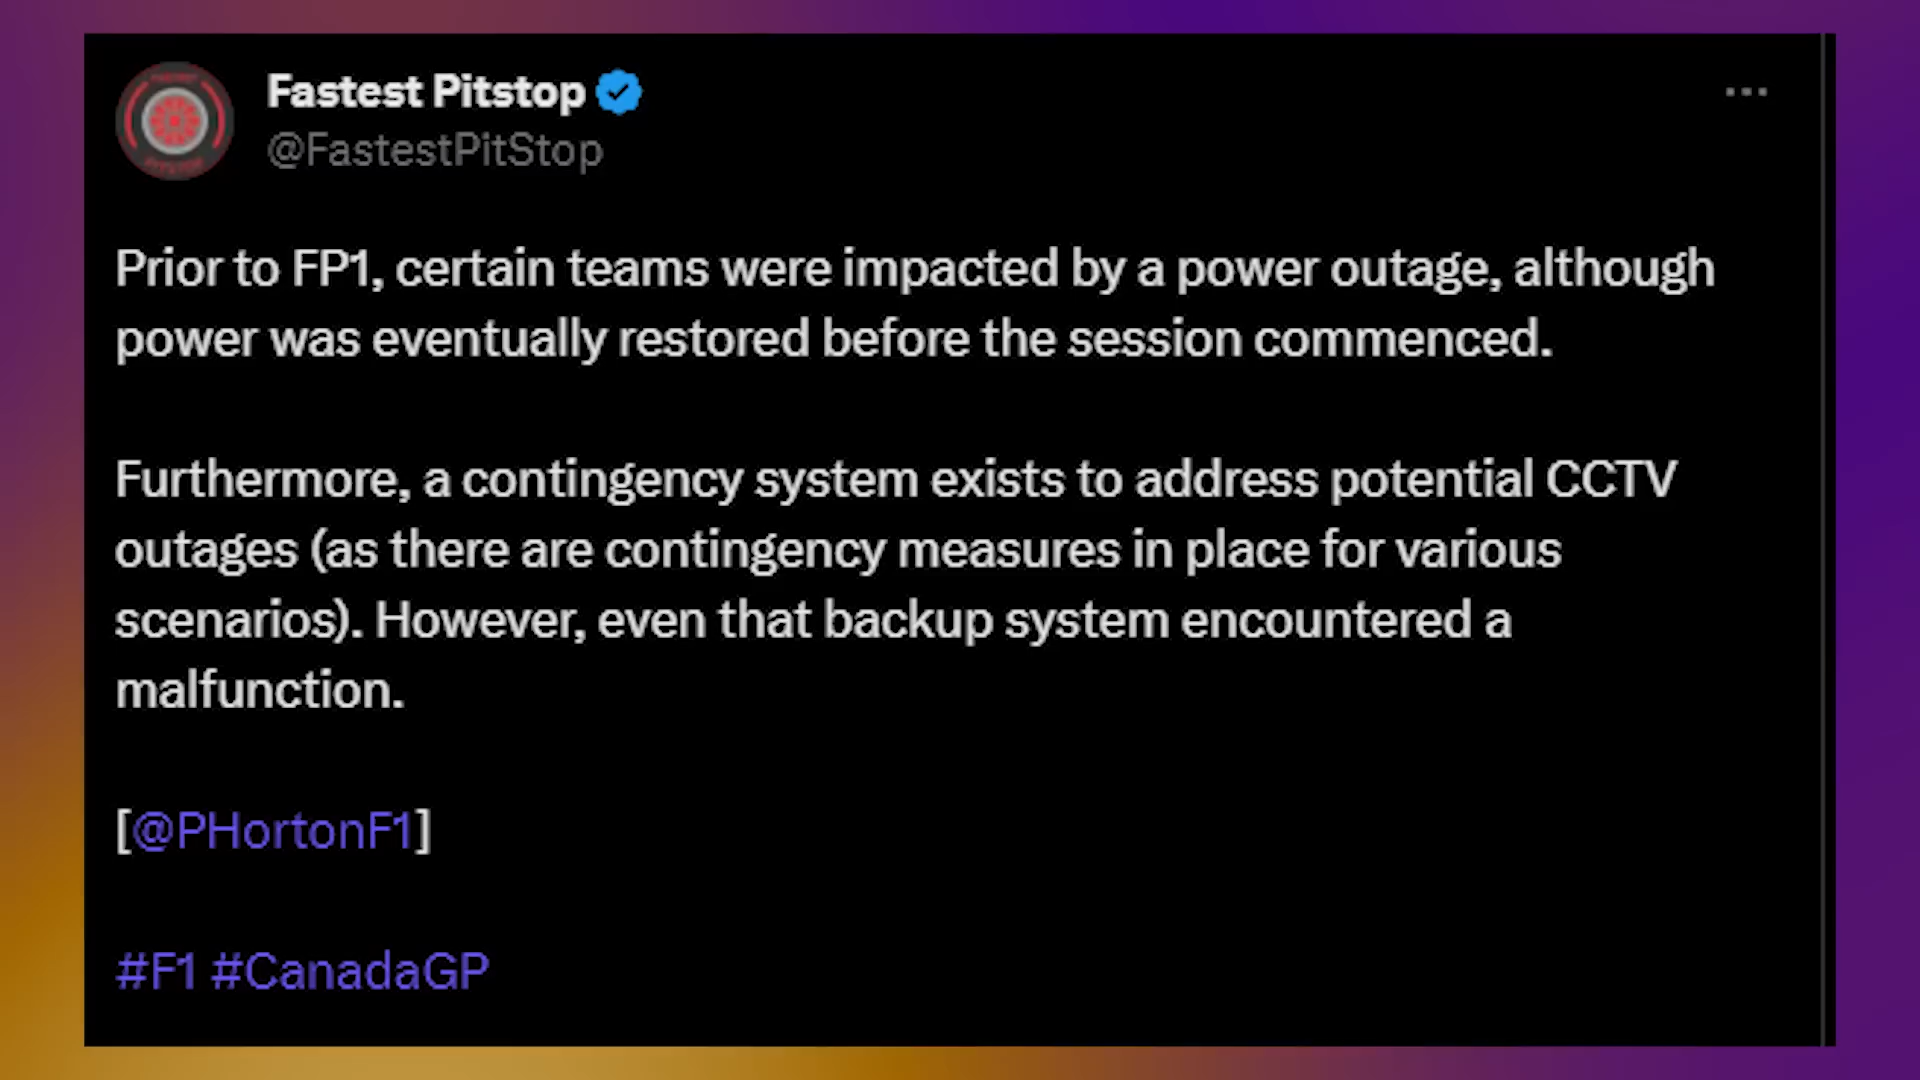 Fastest Pitstop
@FastestPitStop
Prior to FP1, certain teams were impacted by a power outage, although
power was eventually restored before the session commenced.
Furthermore, a contingency system exists to address potential CCTV
outages (as there are contingency measures in place for various
scenarios). However, even that backup system encountered a
malfunction.
[@PHortonF1]
#F1 #CanadaGP